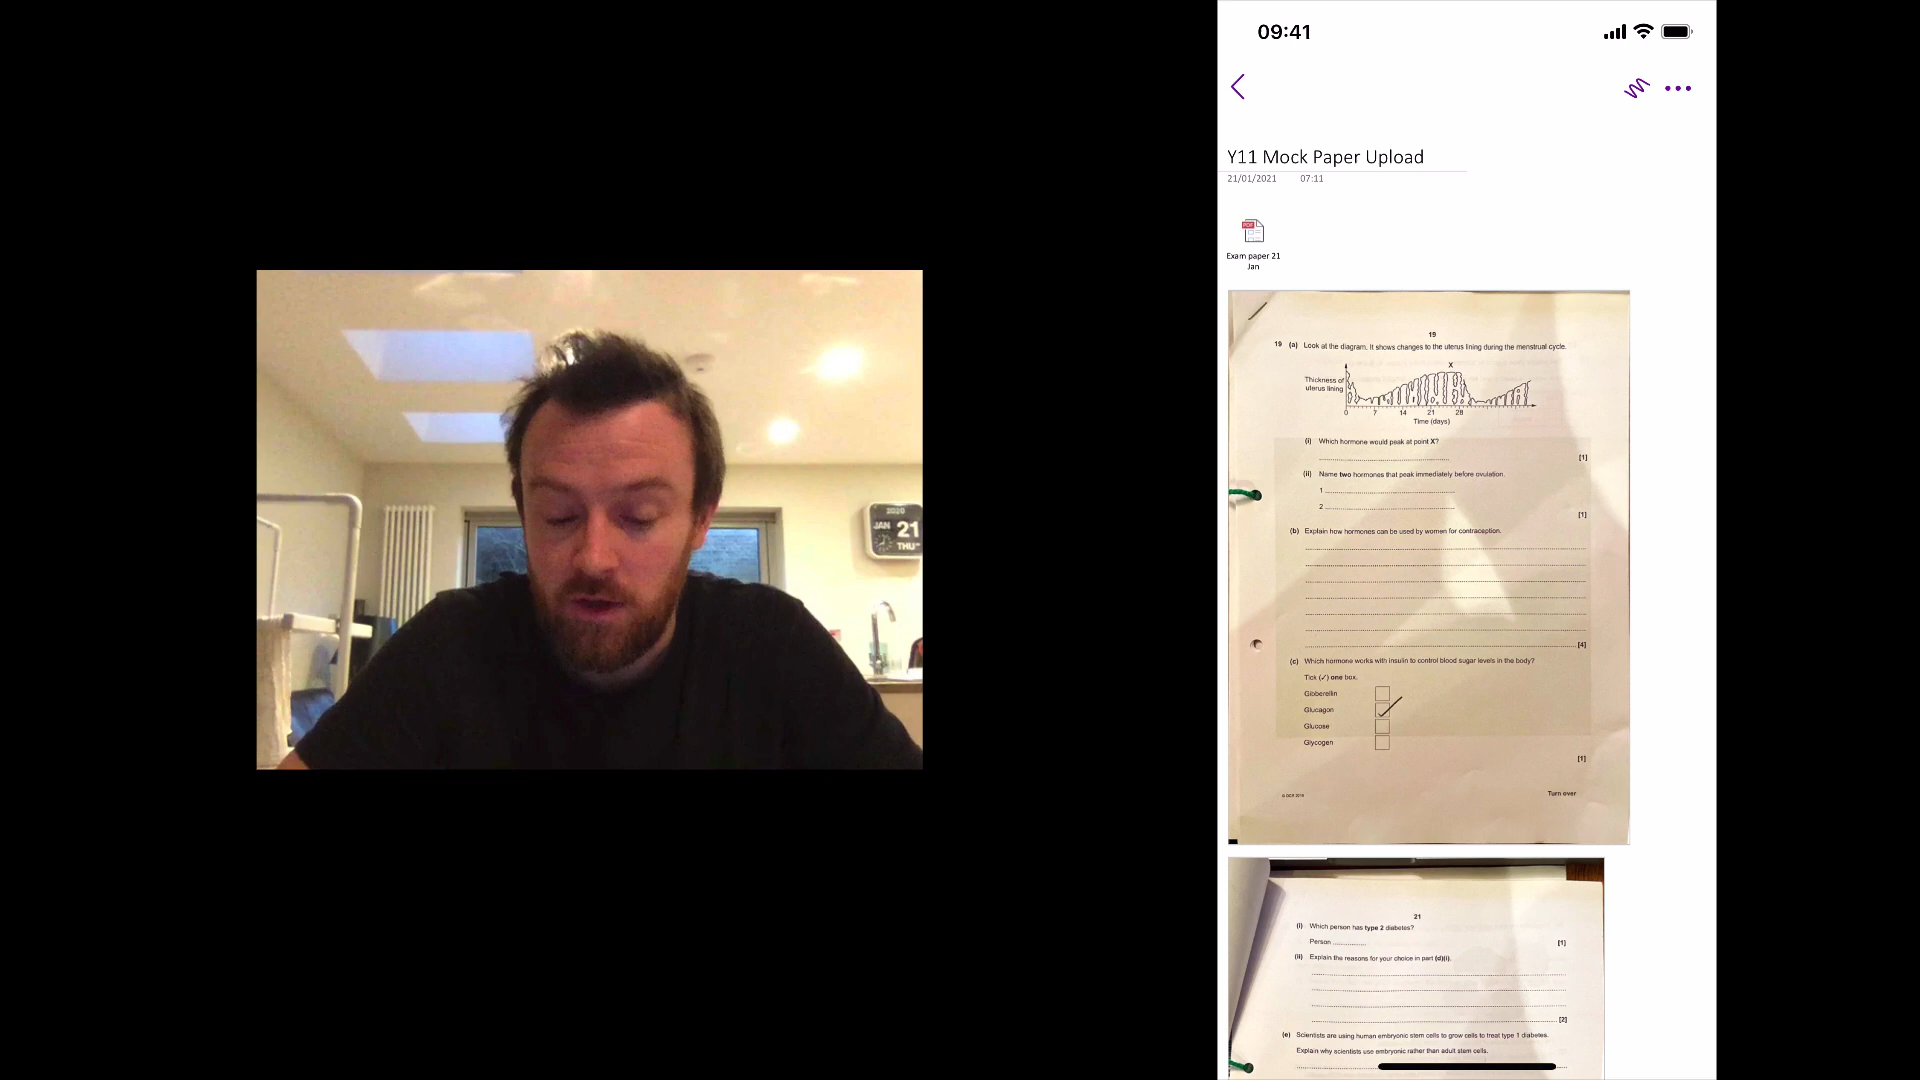 2020
JAN 21
THU
09:41
Y11 Mock Paper Upload
21/01/2021 07:11
PDF
Exam paper 21
Jan
19
19 (a) Look at the diagram. It shows changes to the uterus lining during the menstrual cycle.
X
Thickness of
uterus lining
0 7 14 21 28
Time (days)
(i) Which hormone would peak at point X?
[1]
(ii) Name two hormones that peak immediately before ovulation.
1
2
[1]
(b) Explain how hormones can be used by women for contraception.
[4]
(c) Which hormone works with insulin to control blood sugar levels in the body?
Tick (✓) one box.
Gibberellin
Glucagon ✓
Glucose
Glycogen
[1]
Turn over
21
(i) Which person has type 2 diabetes?
Person
[1]
(ii) Explain the reasons for your choice in part (d)(i).
[2]
(e) Scientists are using human embryonic stem cells to grow cells to treat type 1 diabetes.
Explain why scientists use embryonic rather than adult stem cells.